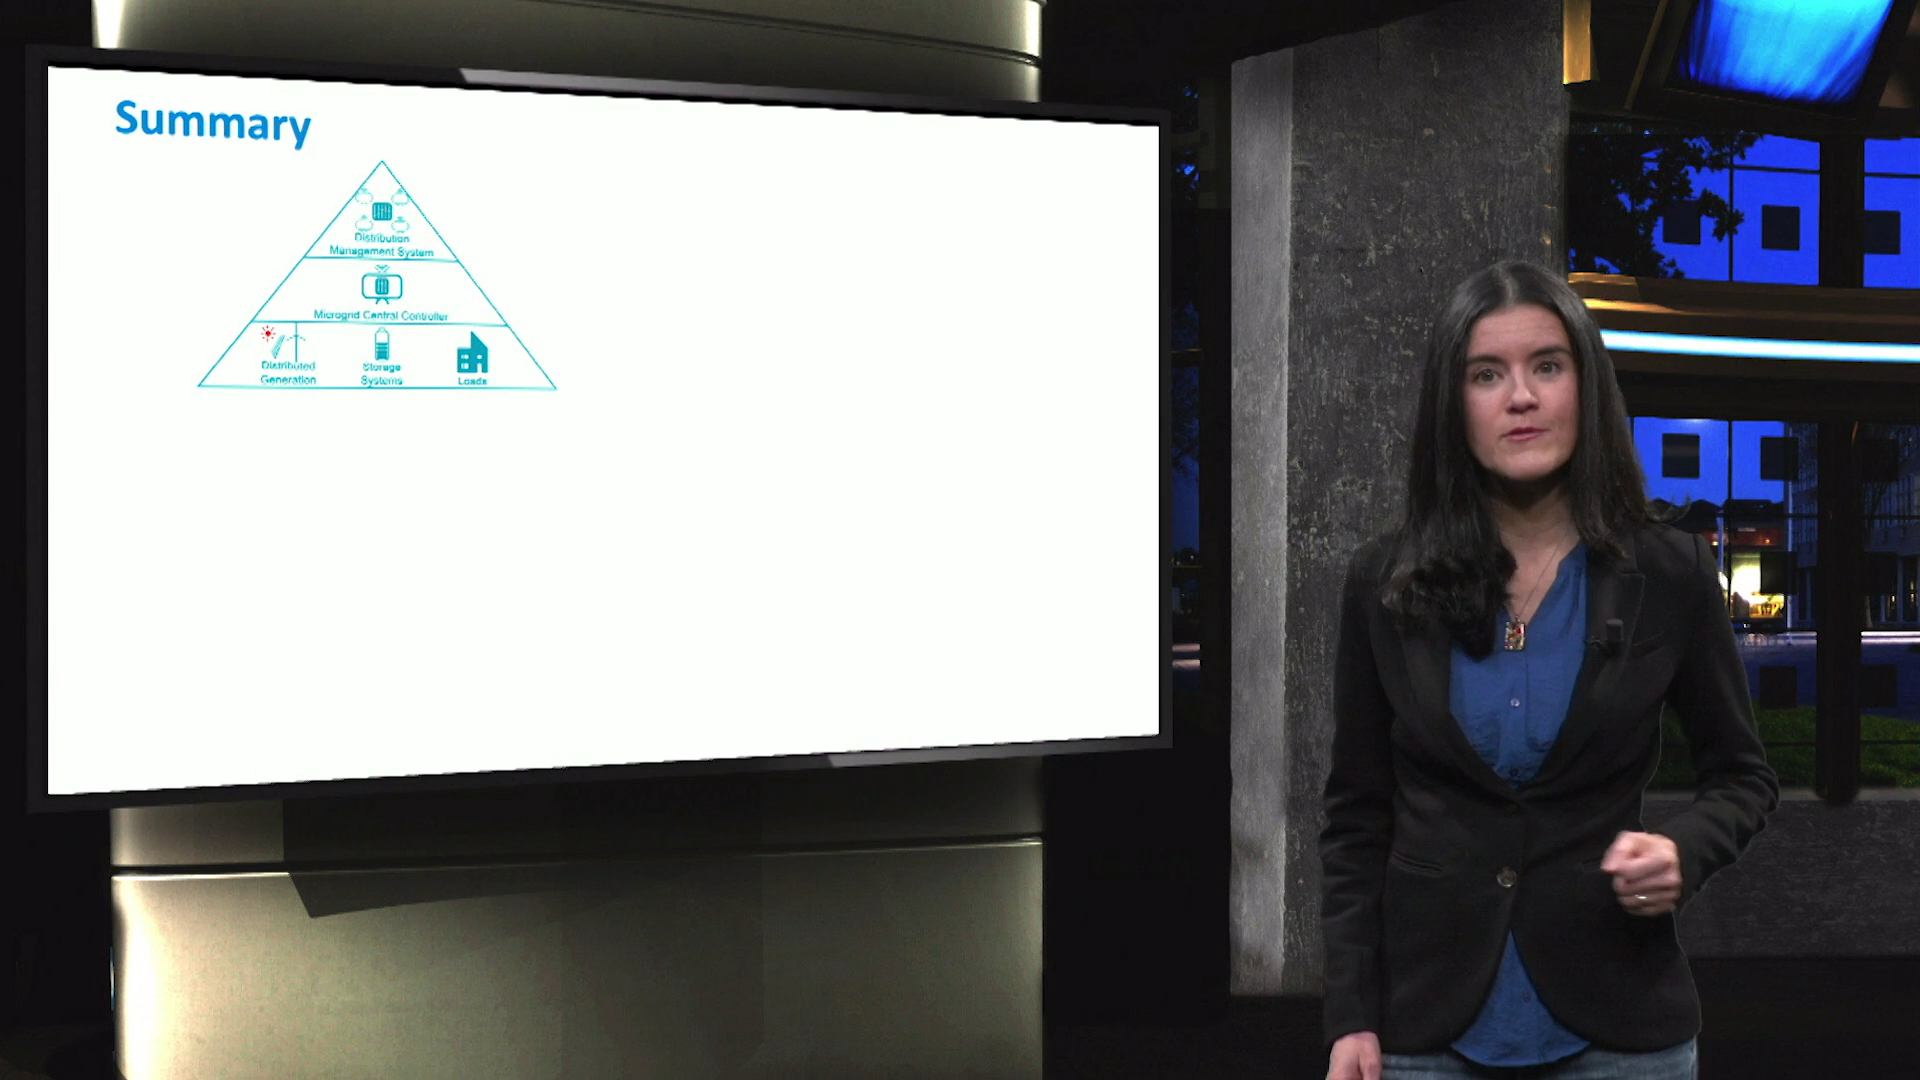 Summary
Distribution
Management System
Microgrid Central Controller
Distributed
Generation
Storage
Systems
Loads